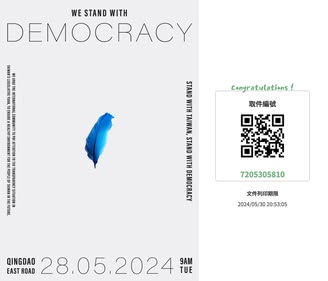 WE STAND WITH
DEMOCRACY
STAND WITH TAIWAN, STAND WITH DEMOCRACY
QINGDAO
EAST ROAD
28.05.2024
9AM
TUE
Congratulations !
取件編號
7205305810
文件列印期限
2024/05/30 20:53:05